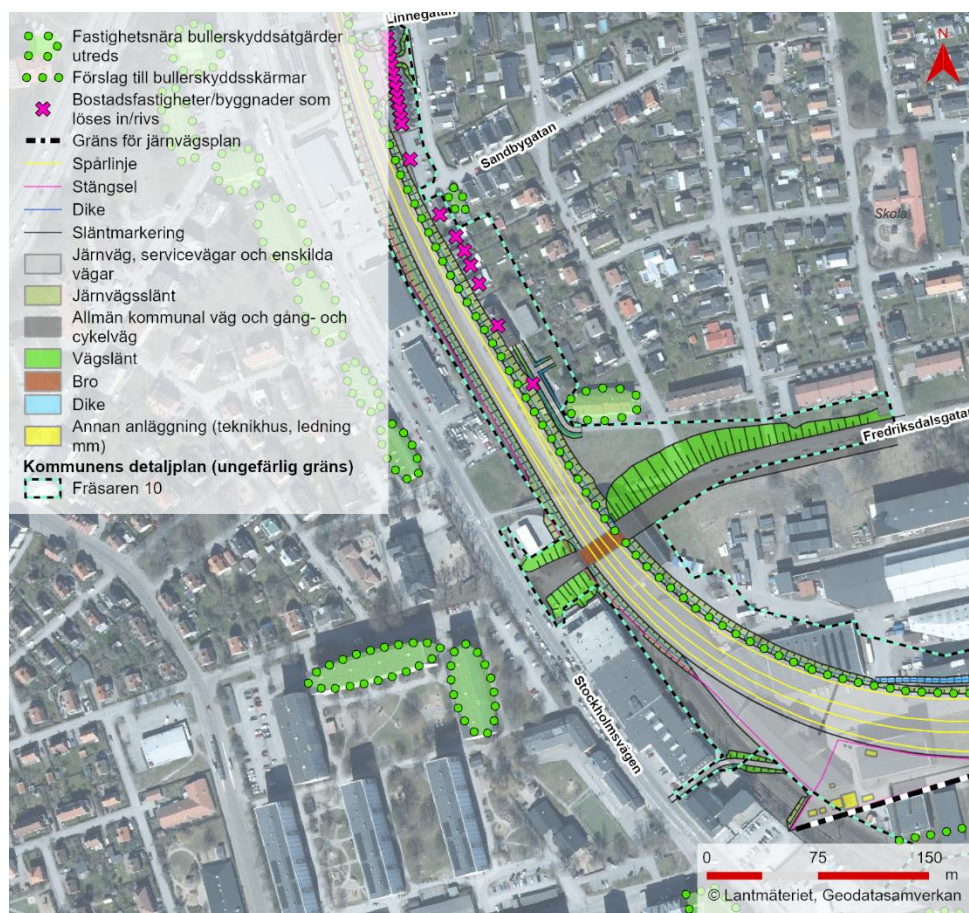 Linnégatan
Fastighetsnära bullerskyddsåtgärder
utreds
Förslag till bullerskyddsskärmar
Bostadsfastigheter/byggnader som
löses in/rivs
Gräns för järnvägsplan
Spårlinje
Stängsel
Dike
Släntmarkering
Järnväg, servicevägar och enskilda
vägar
Järnvägsslänt
Allmän kommunal väg och gång- och
cykelväg
Vägslänt
Bro
Dike
Annan anläggning (teknikhus, ledning
mm)
Kommunens detaljplan (ungefärlig gräns)
Fräsaren 10
N
Sandbygatan
Skola
Fredriksdalsgatan
Stockholmsvägen
0 75 150
m
© Lantmäteriet, Geodatasamverkan